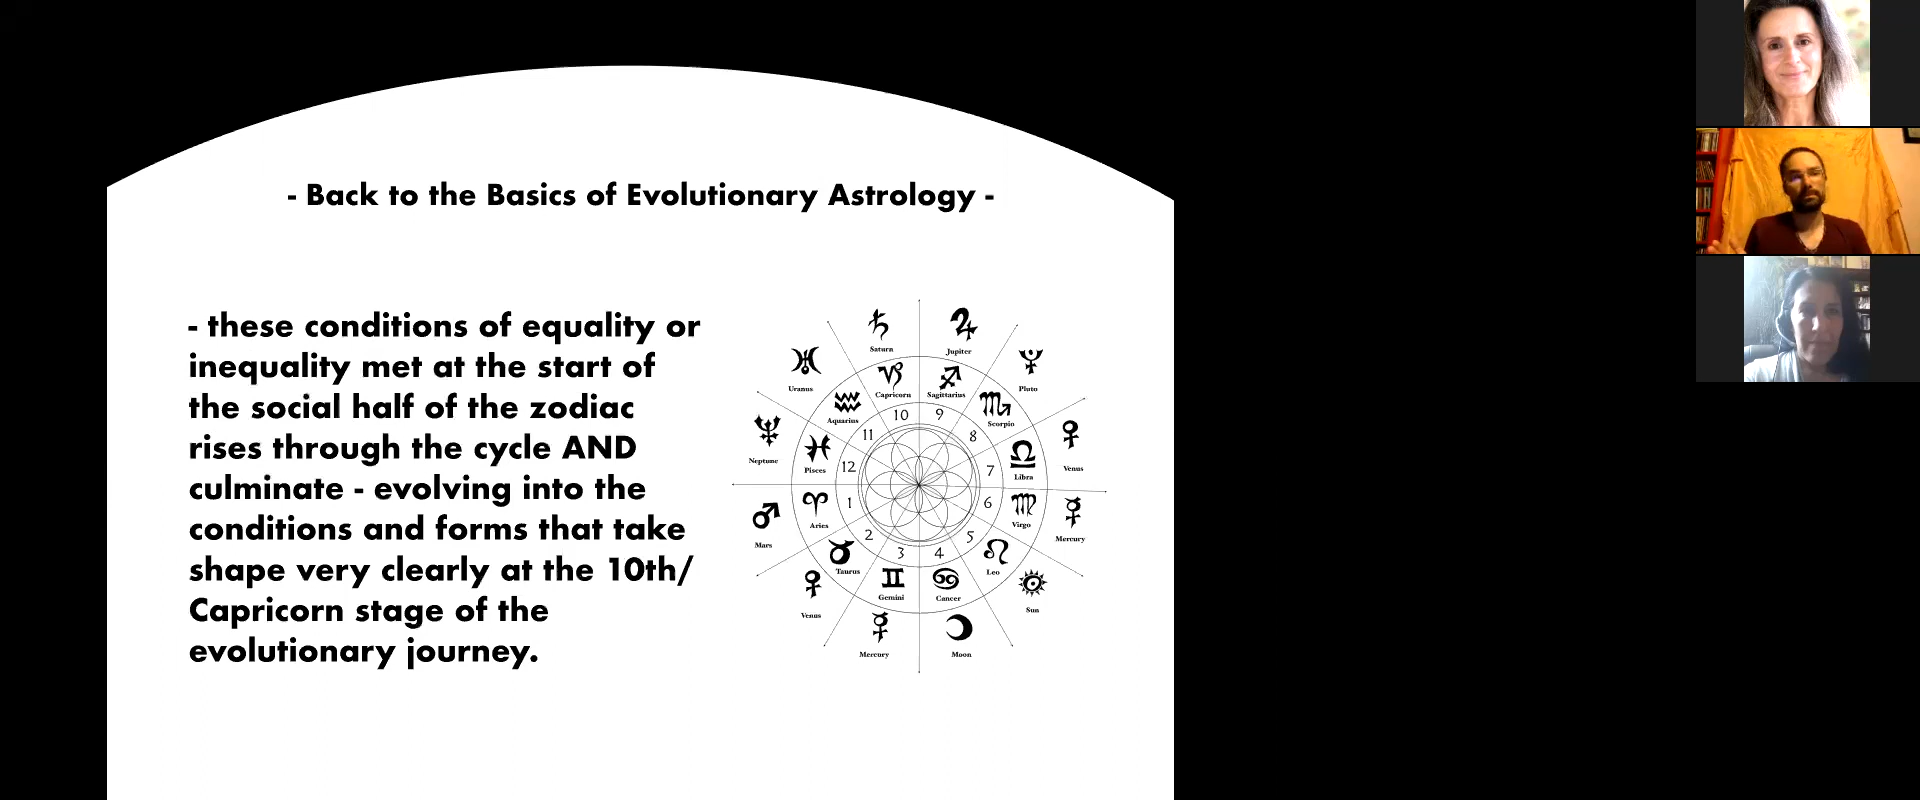 - Back to the Basics of Evolutionary Astrology -
- these conditions of equality or
inequality met at the start of
the social half of the zodiac
rises through the cycle AND
culminate - evolving into the
conditions and forms that take
shape very clearly at the 10th/
Capricorn stage of the
evolutionary journey.
Saturn
Jupiter
Uranus
Pluto
Capricorn
Sagittarius
Aquarius
Scorpio
10
9
11
8
Neptune
Pisces
12
7
Libra
Venus
Mars
Aries
1
6
Virgo
Mercury
2
3
4
5
Taurus
Gemini
Cancer
Leo
Venus
Sun
Mercury
Moon